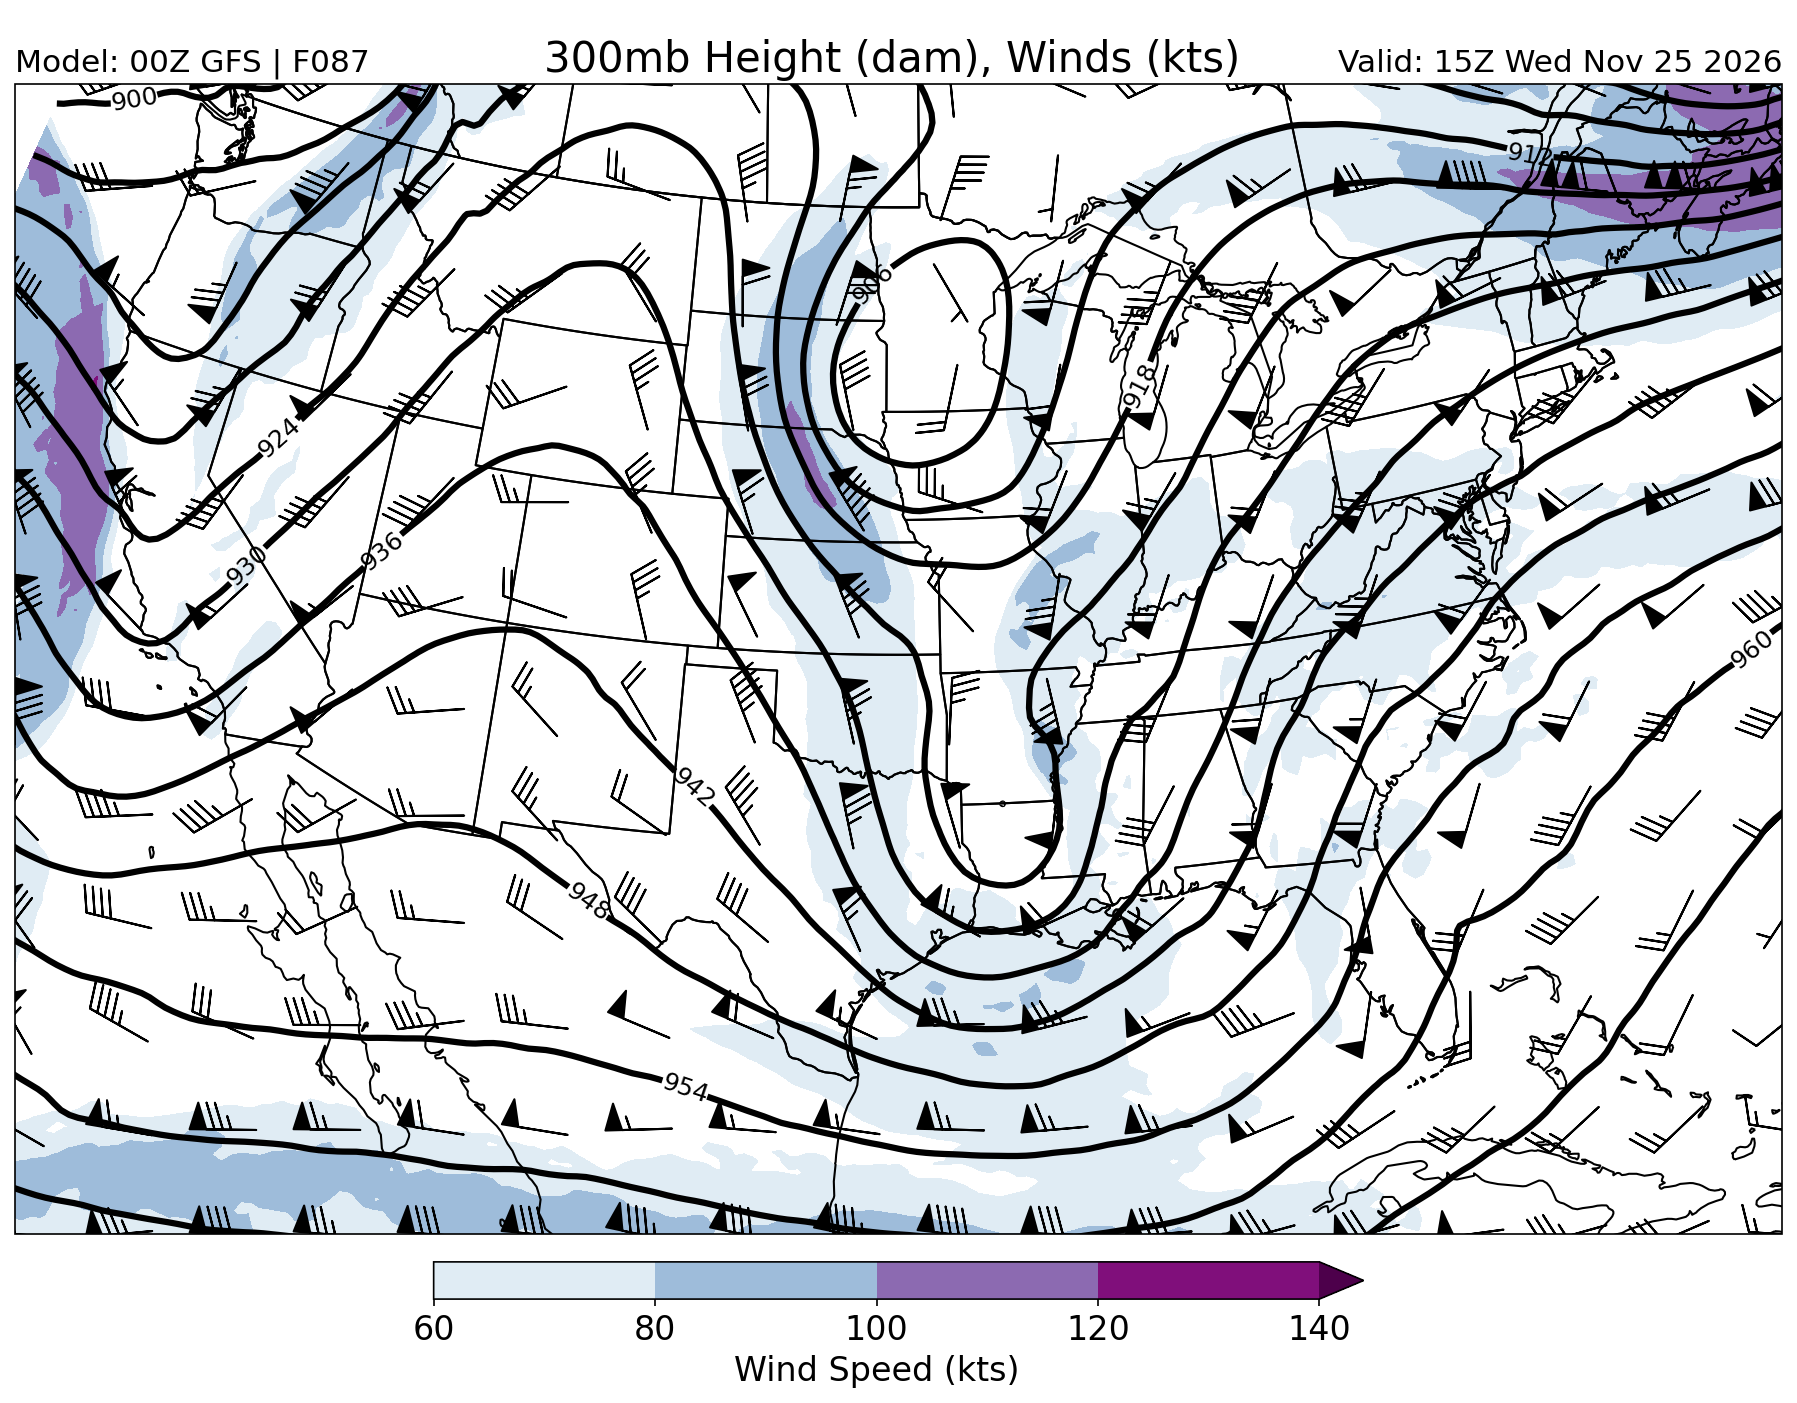 Model: 00Z GFS | F087
300mb Height (dam), Winds (kts)
Valid: 15Z Wed Nov 25 2026
900
912
906
918
924
930
936
960
942
948
954
60 80 100 120 140
Wind Speed (kts)